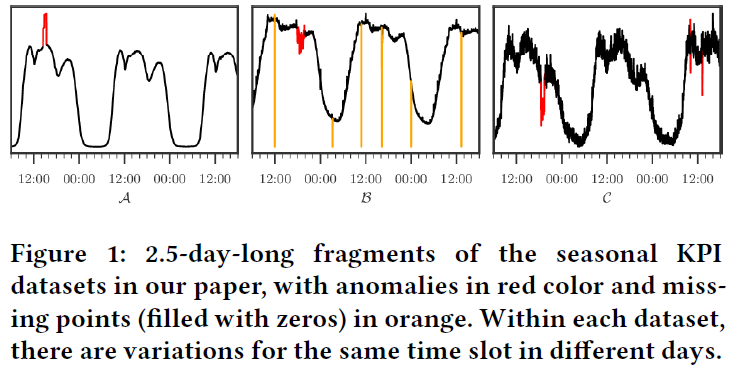 12:00 00:00 12:00 00:00 12:00 12:00 00:00 12:00 00:00 12:00 12:00 00:00 12:00 00:00 12:00
A B C
Figure 1: 2.5-day-long fragments of the seasonal KPI
datasets in our paper, with anomalies in red color and miss-
ing points (filled with zeros) in orange. Within each dataset,
there are variations for the same time slot in different days.